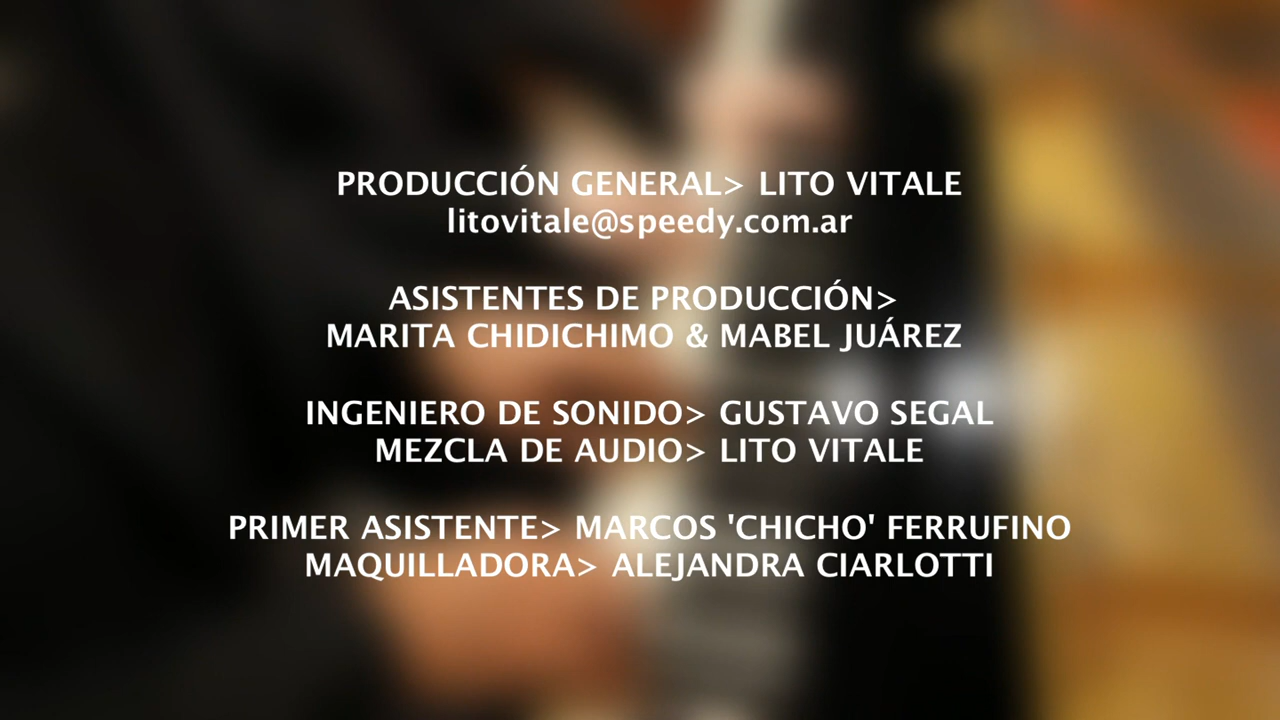 PRODUCCIÓN GENERAL> LITO VITALE
litovitale@speedy.com.ar
ASISTENTES DE PRODUCCIÓN>
MARITA CHIDICHIMO & MABEL JUÁREZ
INGENIERO DE SONIDO> GUSTAVO SEGAL
MEZCLA DE AUDIO> LITO VITALE
PRIMER ASISTENTE> MARCOS 'CHICHO' FERRUFINO
MAQUILLADORA> ALEJANDRA CIARLOTTI